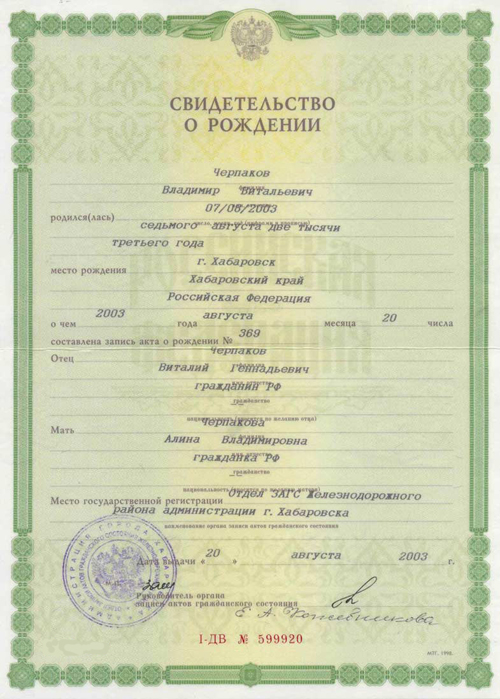 СВИДЕТЕЛЬСТВО
О РОЖДЕНИИ
Черпаков
Владимир Витальевич
родился(лась) 07/08/2003
седьмого августа две тысячи
третьего года
место рождения г. Хабаровск
Хабаровский край
Российская Федерация
о чем 2003 года августа месяца 20 числа
составлена запись акта о рождении № 369
Отец Черпаков
Виталий Геннадьевич
гражданин РФ
гражданство
национальность (вносится по желанию отца)
Мать Черпакова
Алина Владимировна
гражданка РФ
гражданство
национальность (вносится по желанию матери)
Место государственной регистрации Отдел ЗАГС Железнодорожного
района администрации г. Хабаровска
наименование органа записи актов гражданского состояния
Дата выдачи « 20 » августа 2003 г.
Руководитель органа
записи актов гражданского состояния
I-ДВ № 599920
МТГ, 1998.